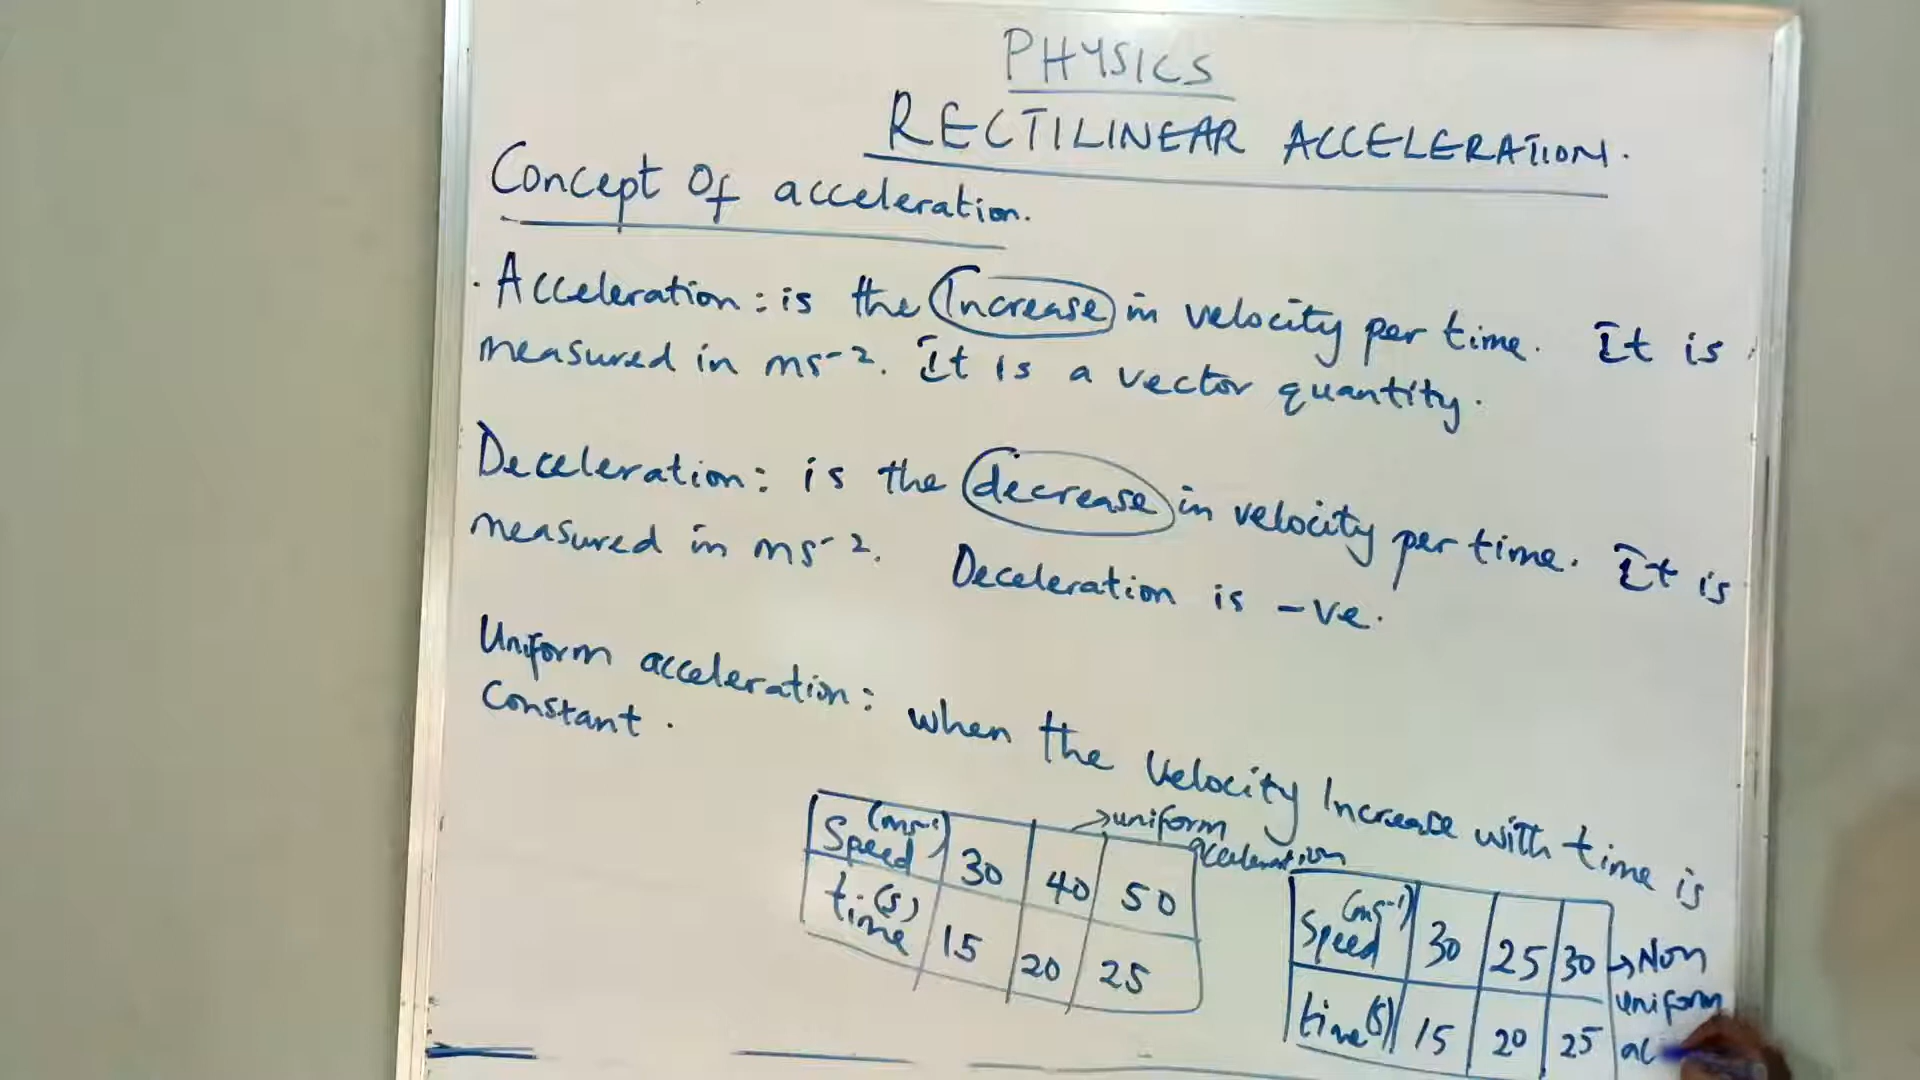 PHYSICS
RECTILINEAR ACCELERATION.
Concept Of acceleration.
. Acceleration : is the Increase in velocity per time. It is
measured in ms⁻². It is a vector quantity.
Deceleration : is the decrease in velocity per time. It is
measured in ms⁻². Deceleration is -ve.
Uniform acceleration : when the velocity Increase with time is
Constant.
→uniform
acceleration
Speed (ms⁻¹) 30 40 50
time (s) 15 20 25
Speed (ms⁻¹) 30 25 30
time (s) 15 20 25
→Non
uniform
ac